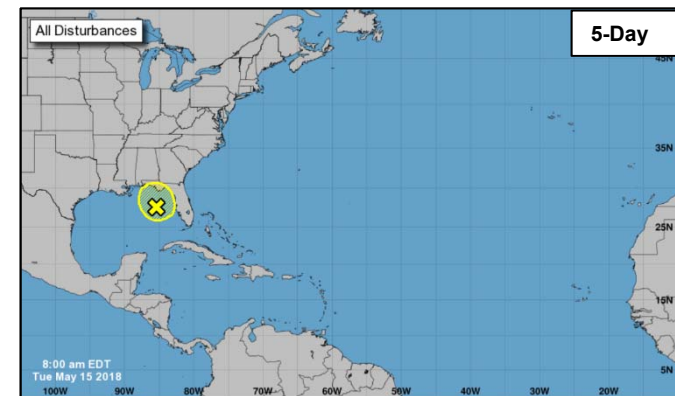 All Disturbances
5-Day
45N
35N
25N
15N
5N
8:00 am EDT
Tue May 15 2018
100W 90W 80W 70W 60W 50W 40W 30W 20W